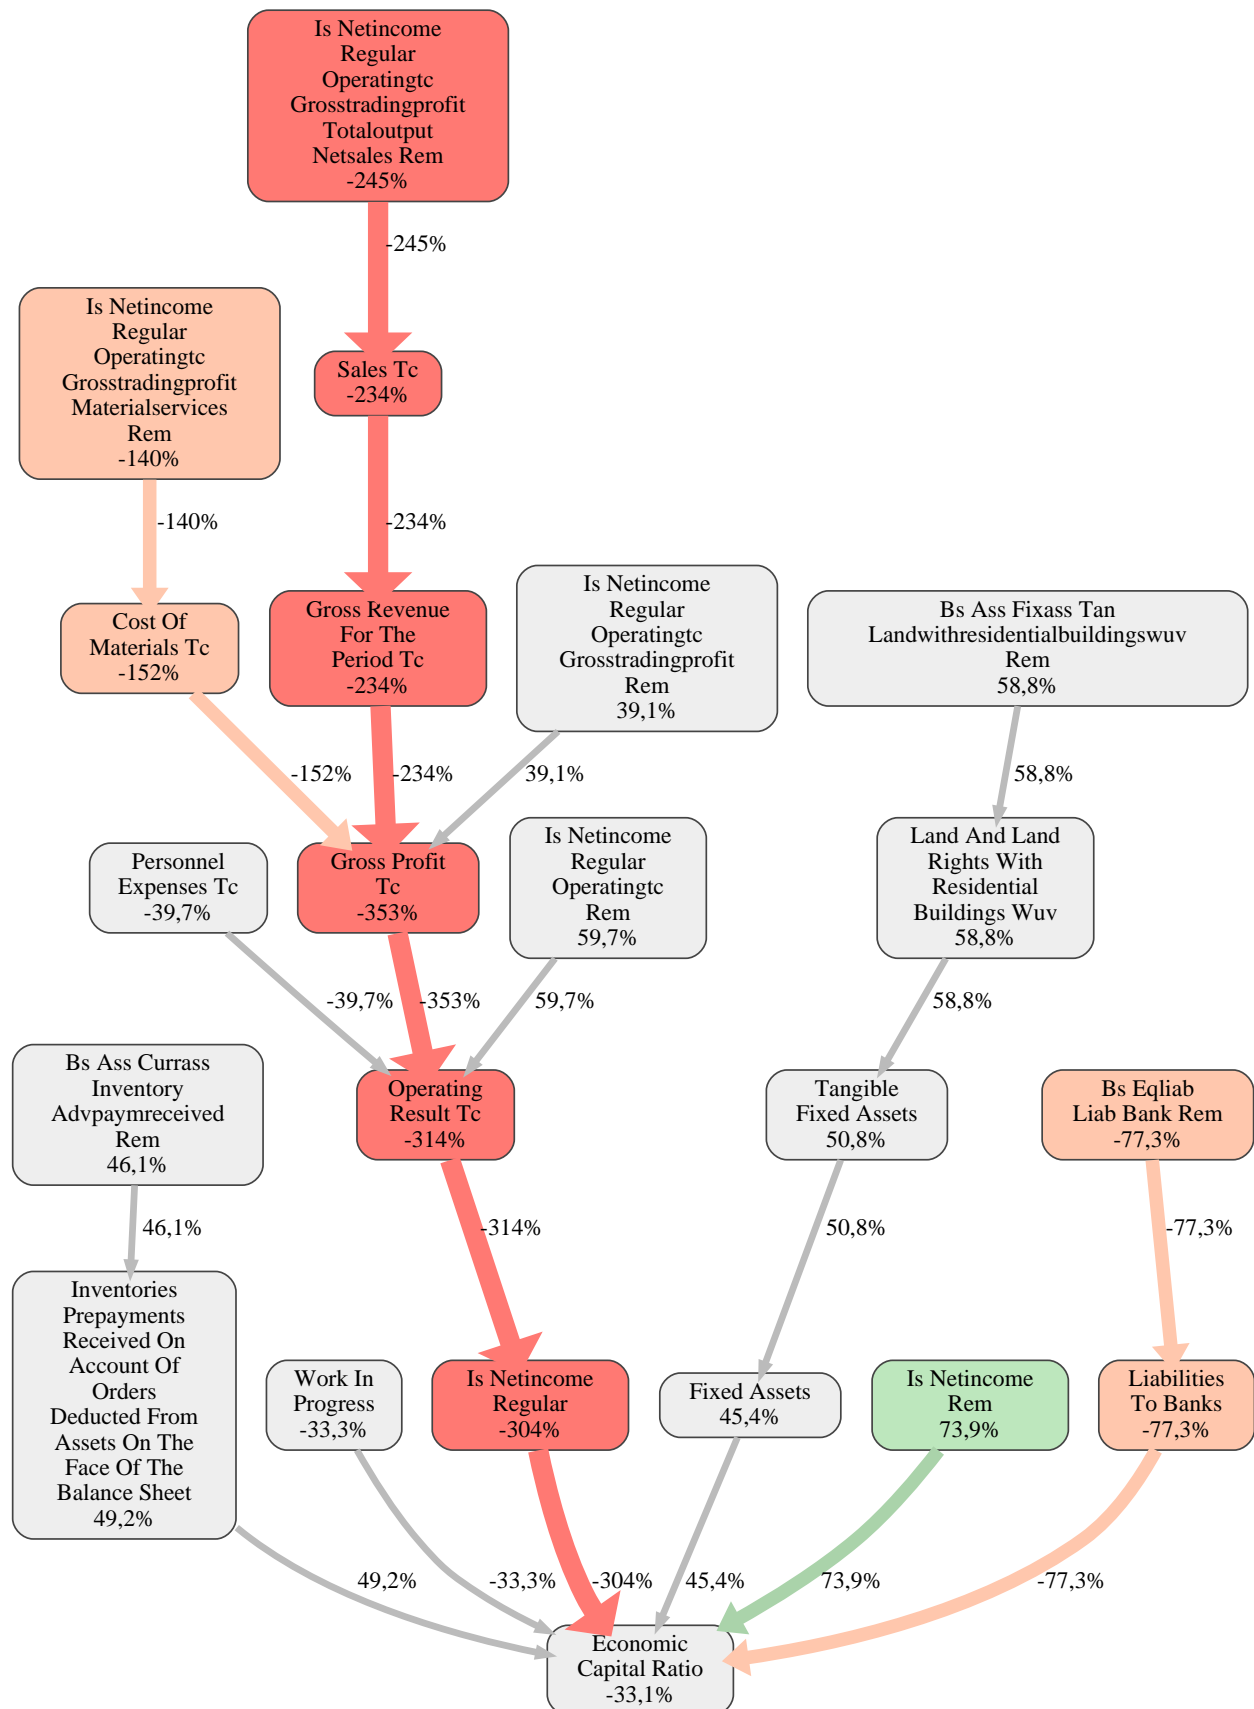 Is Netincome
Regular
Operatingtc
Grosstradingprofit
Totaloutput
Netsales Rem
-245%
-245%
Is Netincome
Regular
Operatingtc
Grosstradingprofit
Materialservices
Rem
-140%
Sales Tc
-234%
-140%
-234%
Is Netincome
Regular
Operatingtc
Grosstradingprofit
Rem
39,1%
Cost Of
Materials Tc
-152%
Gross Revenue
For The
Period Tc
-234%
Bs Ass Fixass Tan
Landwithresidentialbuildingswuv
Rem
58,8%
-152%
-234%
39,1%
58,8%
Personnel
Expenses Tc
-39,7%
Gross Profit
Tc
-353%
Is Netincome
Regular
Operatingtc
Rem
59,7%
Land And Land
Rights With
Residential
Buildings Wuv
58,8%
-39,7%
-353%
59,7%
58,8%
Bs Ass Currass
Inventory
Advpaymreceived
Rem
46,1%
Operating
Result Tc
-314%
Tangible
Fixed Assets
50,8%
Bs Eqliab
Liab Bank Rem
-77,3%
46,1%
-314%
50,8%
-77,3%
Inventories
Prepayments
Received On
Account Of
Orders
Deducted From
Assets On The
Face Of The
Balance Sheet
49,2%
Work In
Progress
-33,3%
Is Netincome
Regular
-304%
Fixed Assets
45,4%
Is Netincome
Rem
73,9%
Liabilities
To Banks
-77,3%
49,2%
-33,3%
-304%
45,4%
73,9%
-77,3%
Economic
Capital Ratio
-33,1%